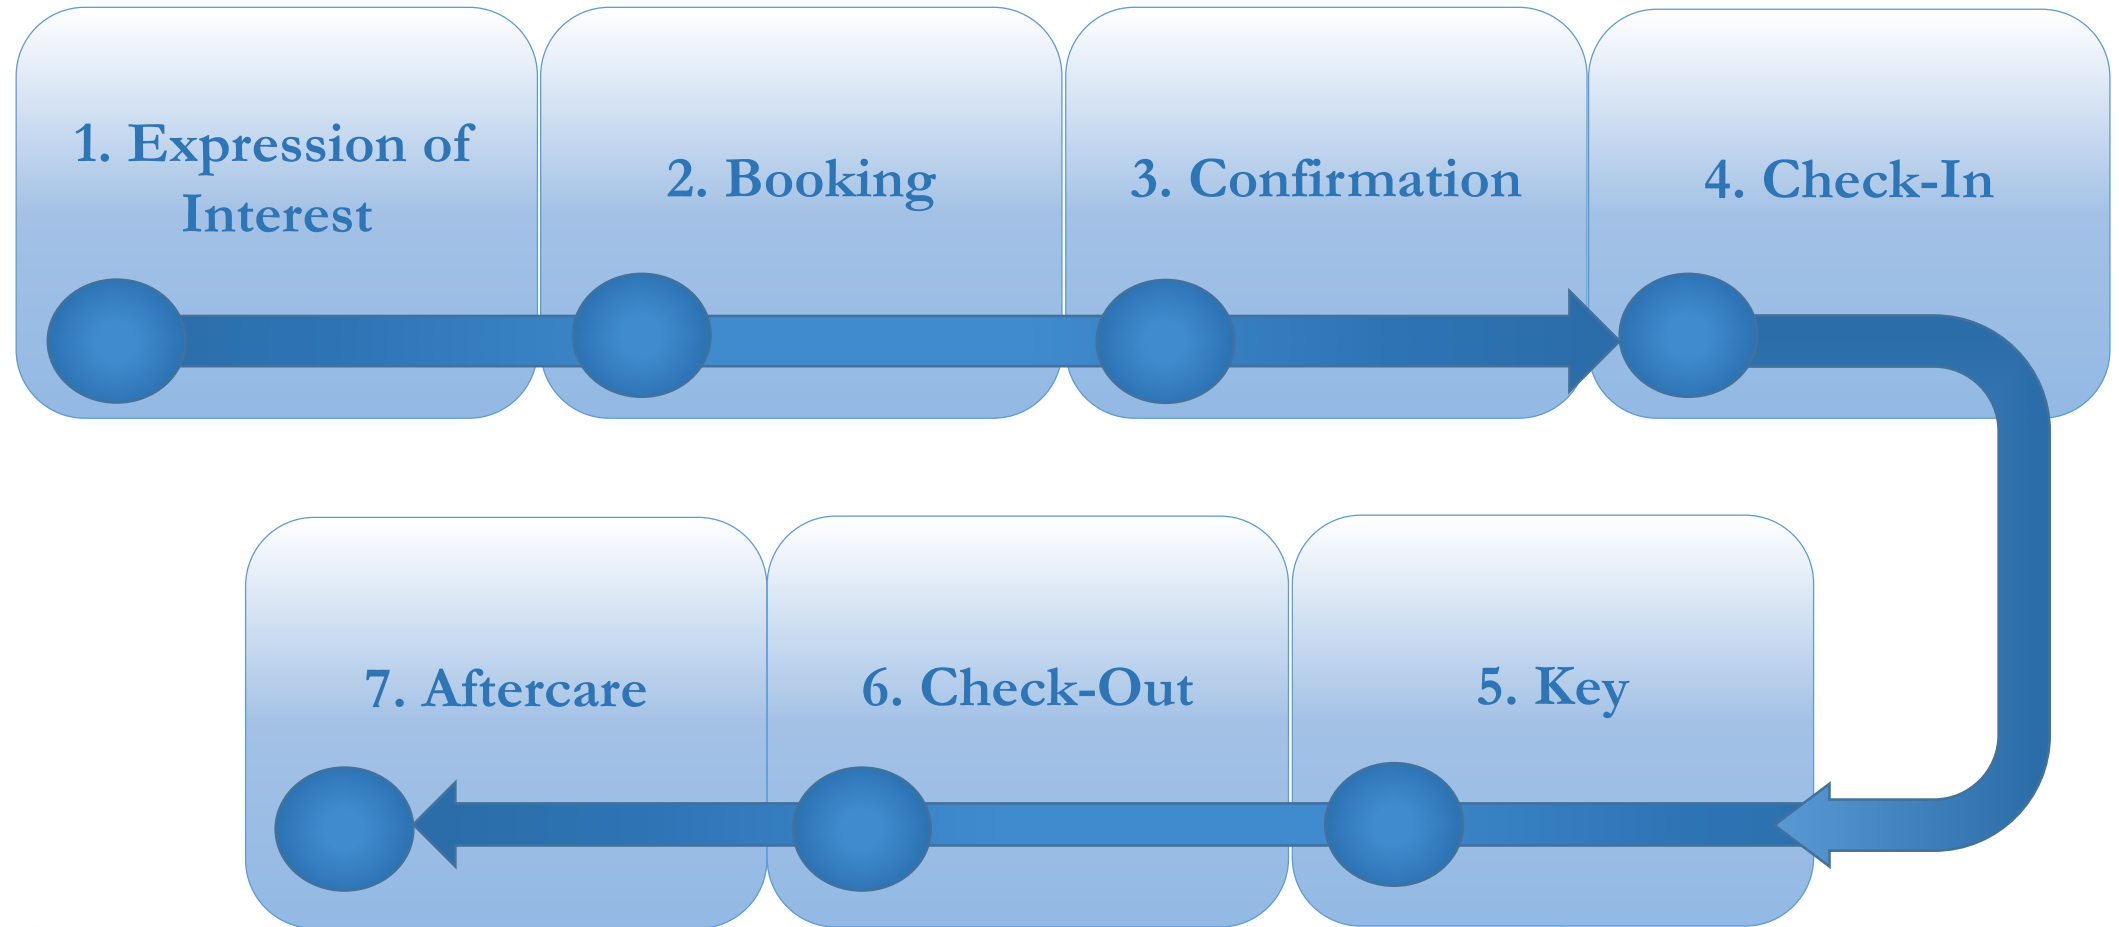 1. Expression of
Interest
2. Booking
3. Confirmation
4. Check-In
5. Key
6. Check-Out
7. Aftercare